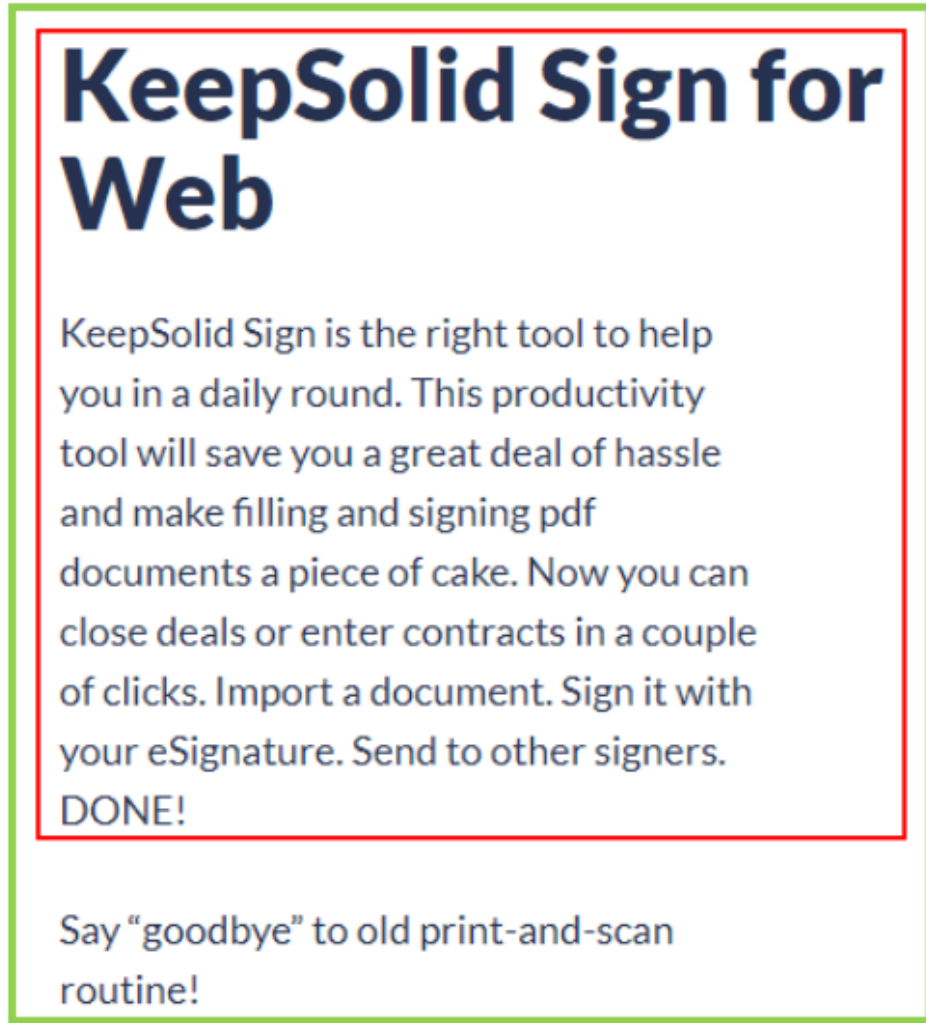 KeepSolid Sign for
Web
KeepSolid Sign is the right tool to help
you in a daily round. This productivity
tool will save you a great deal of hassle
and make filling and signing pdf
documents a piece of cake. Now you can
close deals or enter contracts in a couple
of clicks. Import a document. Sign it with
your eSignature. Send to other signers.
DONE!
Say “goodbye” to old print-and-scan
routine!